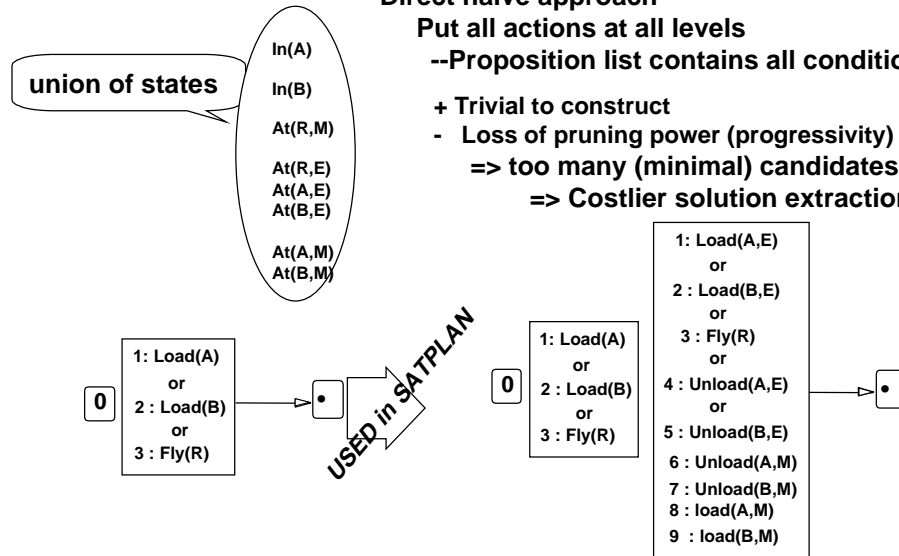 Direct naive approach
Put all actions at all levels
--Proposition list contains all
+ Trivial to construct
- Loss of pruning power (progressivity)
=> too many (minimal) candidates
=> Costlier solution
union of states
In(A)
In(B)
At(R,M)
At(R,E)
At(A,E)
At(B,E)
At(A,M)
At(B,M)
0
1: Load(A)
or
2 : Load(B)
or
3 : Fly(R)
•
USED in SATPLAN
0
1: Load(A)
or
2 : Load(B)
or
3 : Fly(R)
1: Load(A,E)
or
2 : Load(B,E)
or
3 : Fly(R)
or
4 : Unload(A,E)
or
5 : Unload(B,E)
6 : Unload(A,M)
7 : Unload(B,M)
8 : load(A,M)
9 : load(B,M)
•